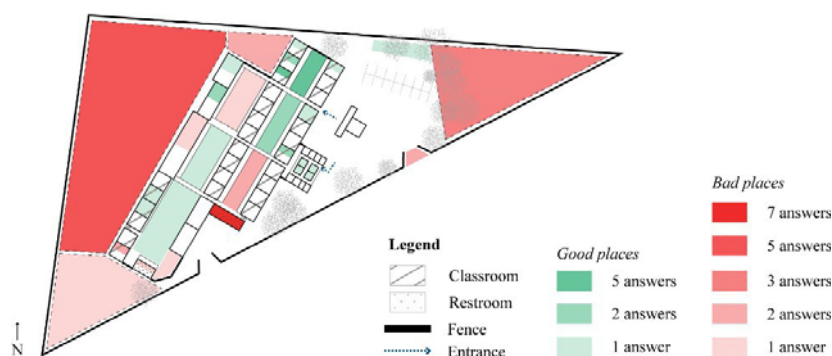 N
Legend
Classroom
Restroom
Fence
Entrance
Good places
5 answers
2 answers
1 answer
Bad places
7 answers
5 answers
3 answers
2 answers
1 answer